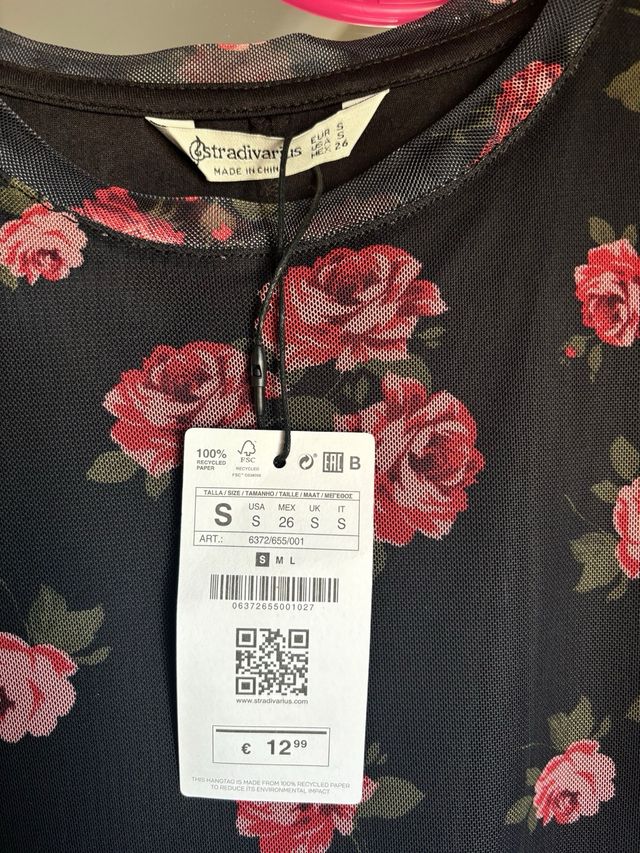 stradivarius
MADE IN CHIN
EUR S
USA S
MEX 26
100%
RECYCLED
PAPER
FSC
RECYCLED
EAC B
TALLA / SIZE / TAMANHO / TAILLE / MAAT / ΜΕΓΕΘΟΣ
S
USA MEX UK IT
S 26 S S
ART.: 6372/655/001
S M L
06372655001027
www.stradivarius.com
€ 12 99
THIS HANGTAG IS MADE FROM 100% RECYCLED PAPER
TO REDUCE ITS ENVIRONMENTAL IMPACT